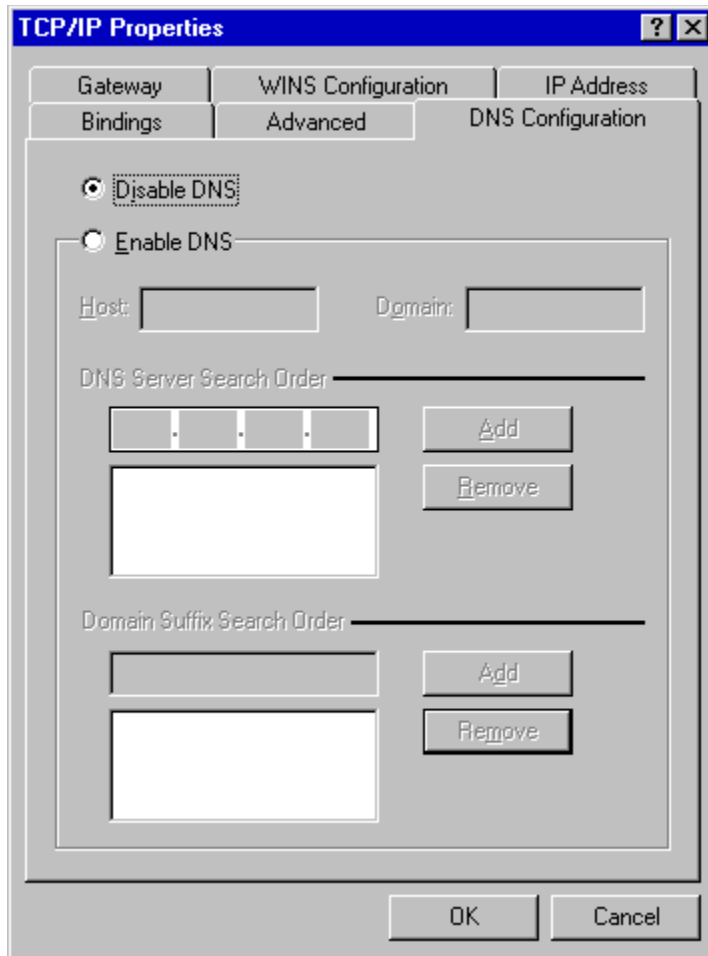 TCP/IP Properties
Gateway WINS Configuration IP Address
Bindings Advanced DNS Configuration
Disable DNS
Enable DNS
Host: Domain:
DNS Server Search Order
. . . Add
Remove
Domain Suffix Search Order
Add
Remove
OK Cancel